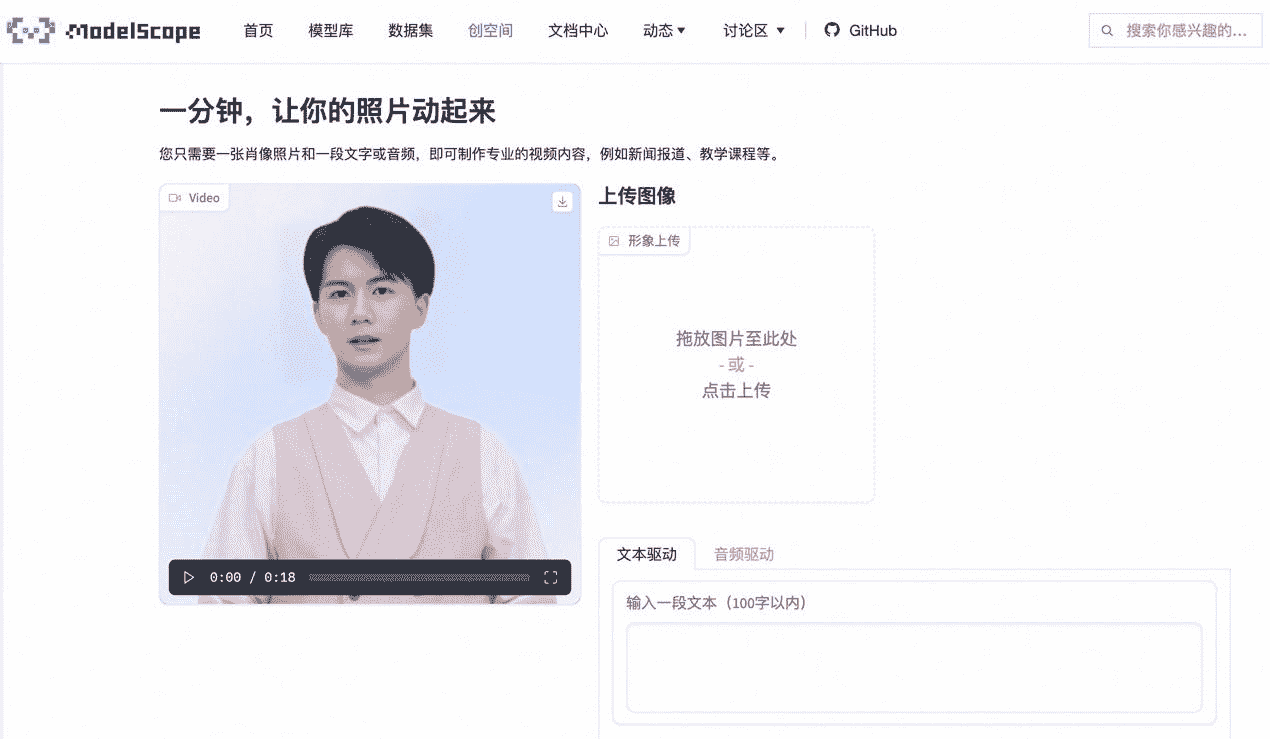 ModelScope 首页 模型库 数据集 创空间 文档中心 动态 讨论区 GitHub 搜索你感兴趣的...
一分钟，让你的照片动起来
您只需要一张肖像照片和一段文字或音频，即可制作专业的视频内容，例如新闻报道、教学课程等。
Video
上传图像
形象上传
拖放图片至此处
- 或 -
点击上传
0:00 / 0:18
文本驱动 音频驱动
输入一段文本（100字以内）